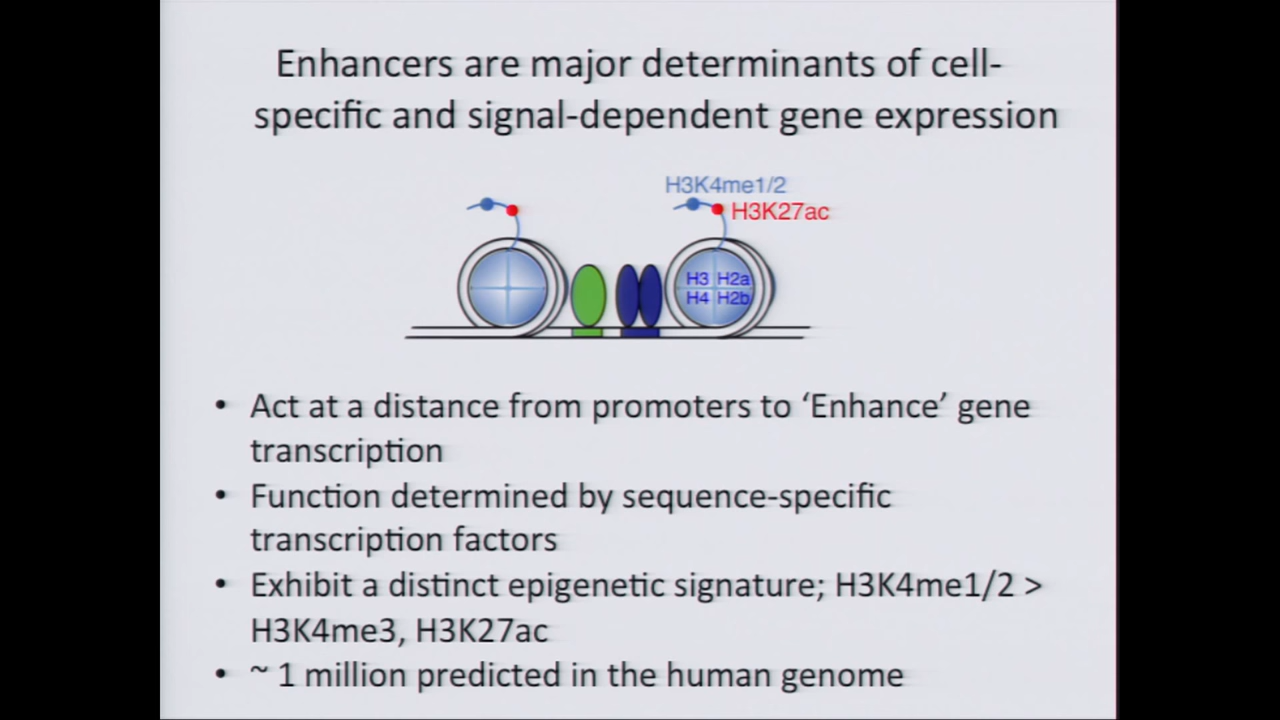 Enhancers are major determinants of cell-
specific and signal-dependent gene expression
H3K4me1/2
H3K27ac
H3 H2a
H4 H2b
• Act at a distance from promoters to ‘Enhance’ gene
transcription
• Function determined by sequence-specific
transcription factors
• Exhibit a distinct epigenetic signature; H3K4me1/2 >
H3K4me3, H3K27ac
• ~ 1 million predicted in the human genome